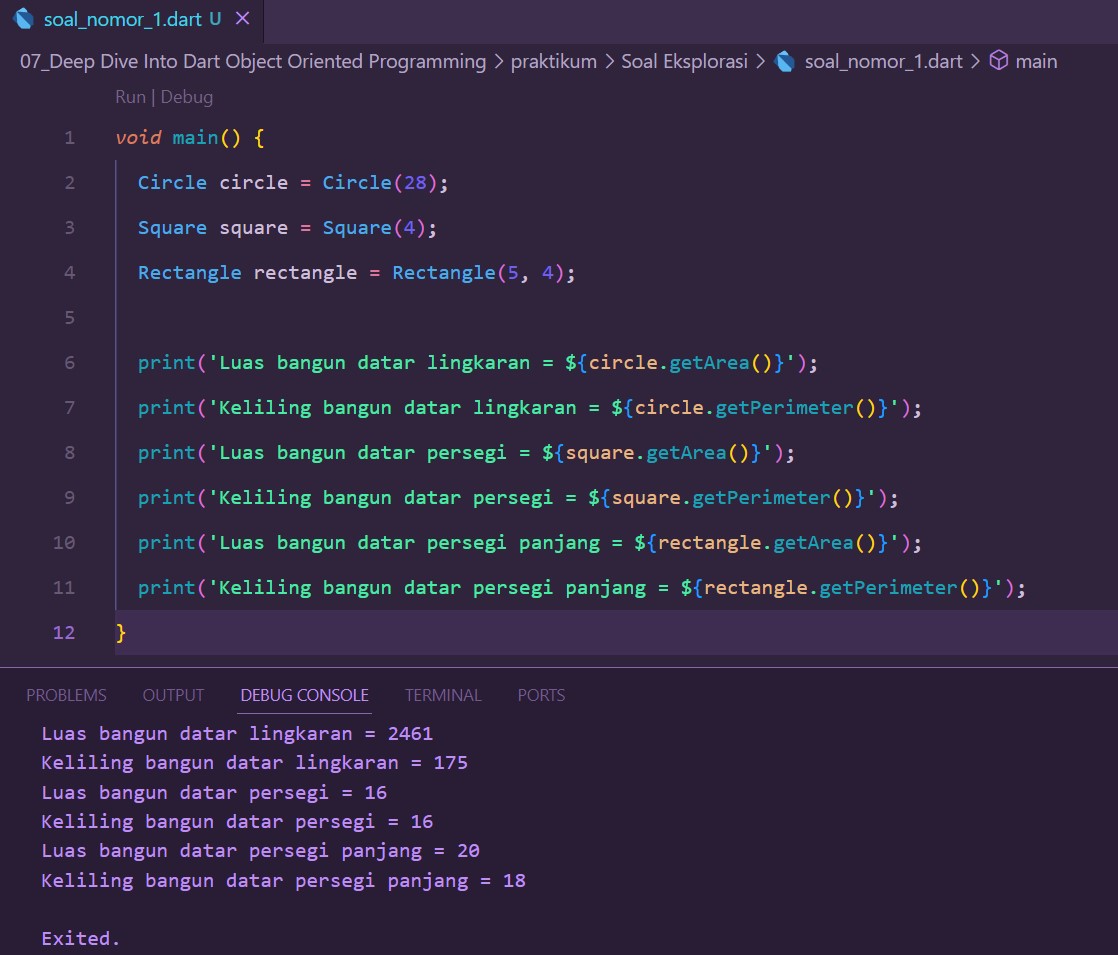 soal_nomor_1.dart U
07_Deep Dive Into Dart Object Oriented Programming > praktikum > Soal Eksplorasi > soal_nomor_1.dart > main
Run | Debug
1 void main() {
2 Circle circle = Circle(28);
3 Square square = Square(4);
4 Rectangle rectangle = Rectangle(5, 4);
5
6 print('Luas bangun datar lingkaran = ${circle.getArea()}');
7 print('Keliling bangun datar lingkaran = ${circle.getPerimeter()}');
8 print('Luas bangun datar persegi = ${square.getArea()}');
9 print('Keliling bangun datar persegi = ${square.getPerimeter()}');
10 print('Luas bangun datar persegi panjang = ${rectangle.getArea()}');
11 print('Keliling bangun datar persegi panjang = ${rectangle.getPerimeter()}');
12 }
PROBLEMS OUTPUT DEBUG CONSOLE TERMINAL PORTS
Luas bangun datar lingkaran = 2461
Keliling bangun datar lingkaran = 175
Luas bangun datar persegi = 16
Keliling bangun datar persegi = 16
Luas bangun datar persegi panjang = 20
Keliling bangun datar persegi panjang = 18
Exited.